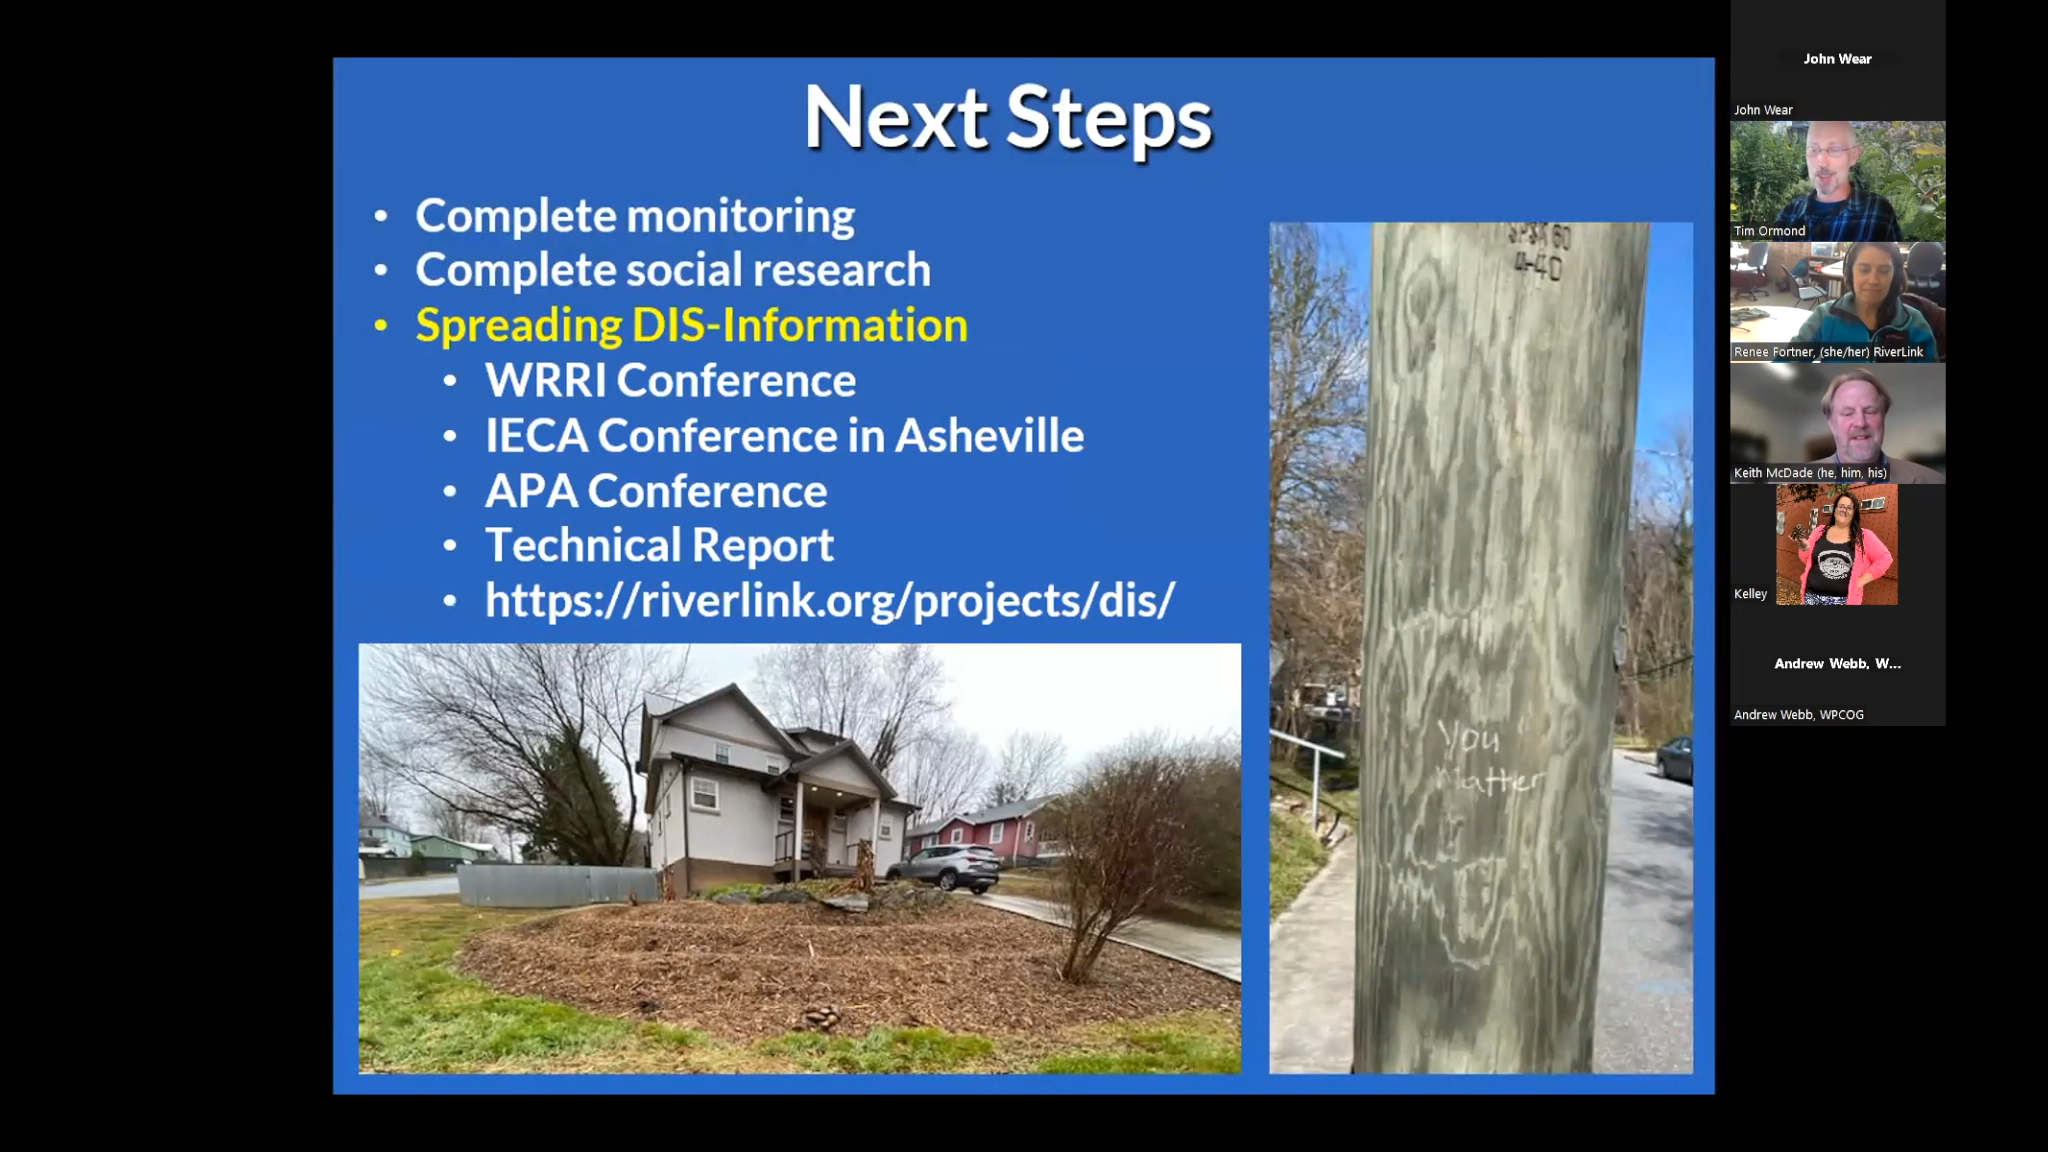 Next Steps
• Complete monitoring
• Complete social research
• Spreading DIS-Information
• WRRI Conference
• IECA Conference in Asheville
• APA Conference
• Technical Report
• https://riverlink.org/projects/dis/
4-40
You
Matter
John Wear
John Wear
Tim Ormond
Renee Fortner, (she/her) RiverLink
Keith McDade (he, him, his)
Kelley
Andrew Webb, W...
Andrew Webb, WPCOG